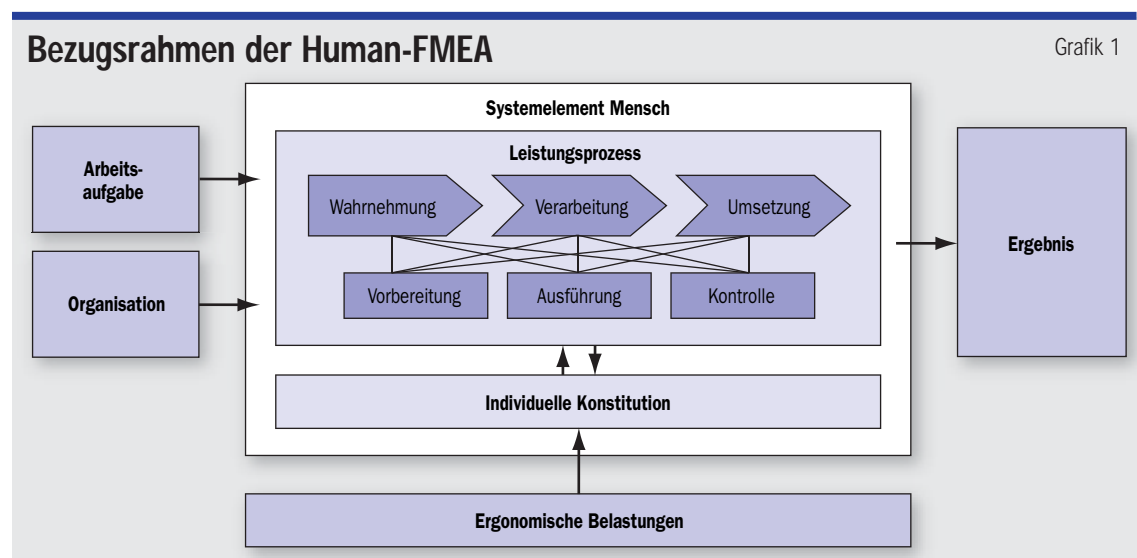 Bezugsrahmen der Human-FMEA
Grafik 1
Systemelement Mensch
Arbeits-
aufgabe
Organisation
Leistungsprozess
Wahrnehmung
Verarbeitung
Umsetzung
Vorbereitung
Ausführung
Kontrolle
Individuelle Konstitution
Ergebnis
Ergonomische Belastungen